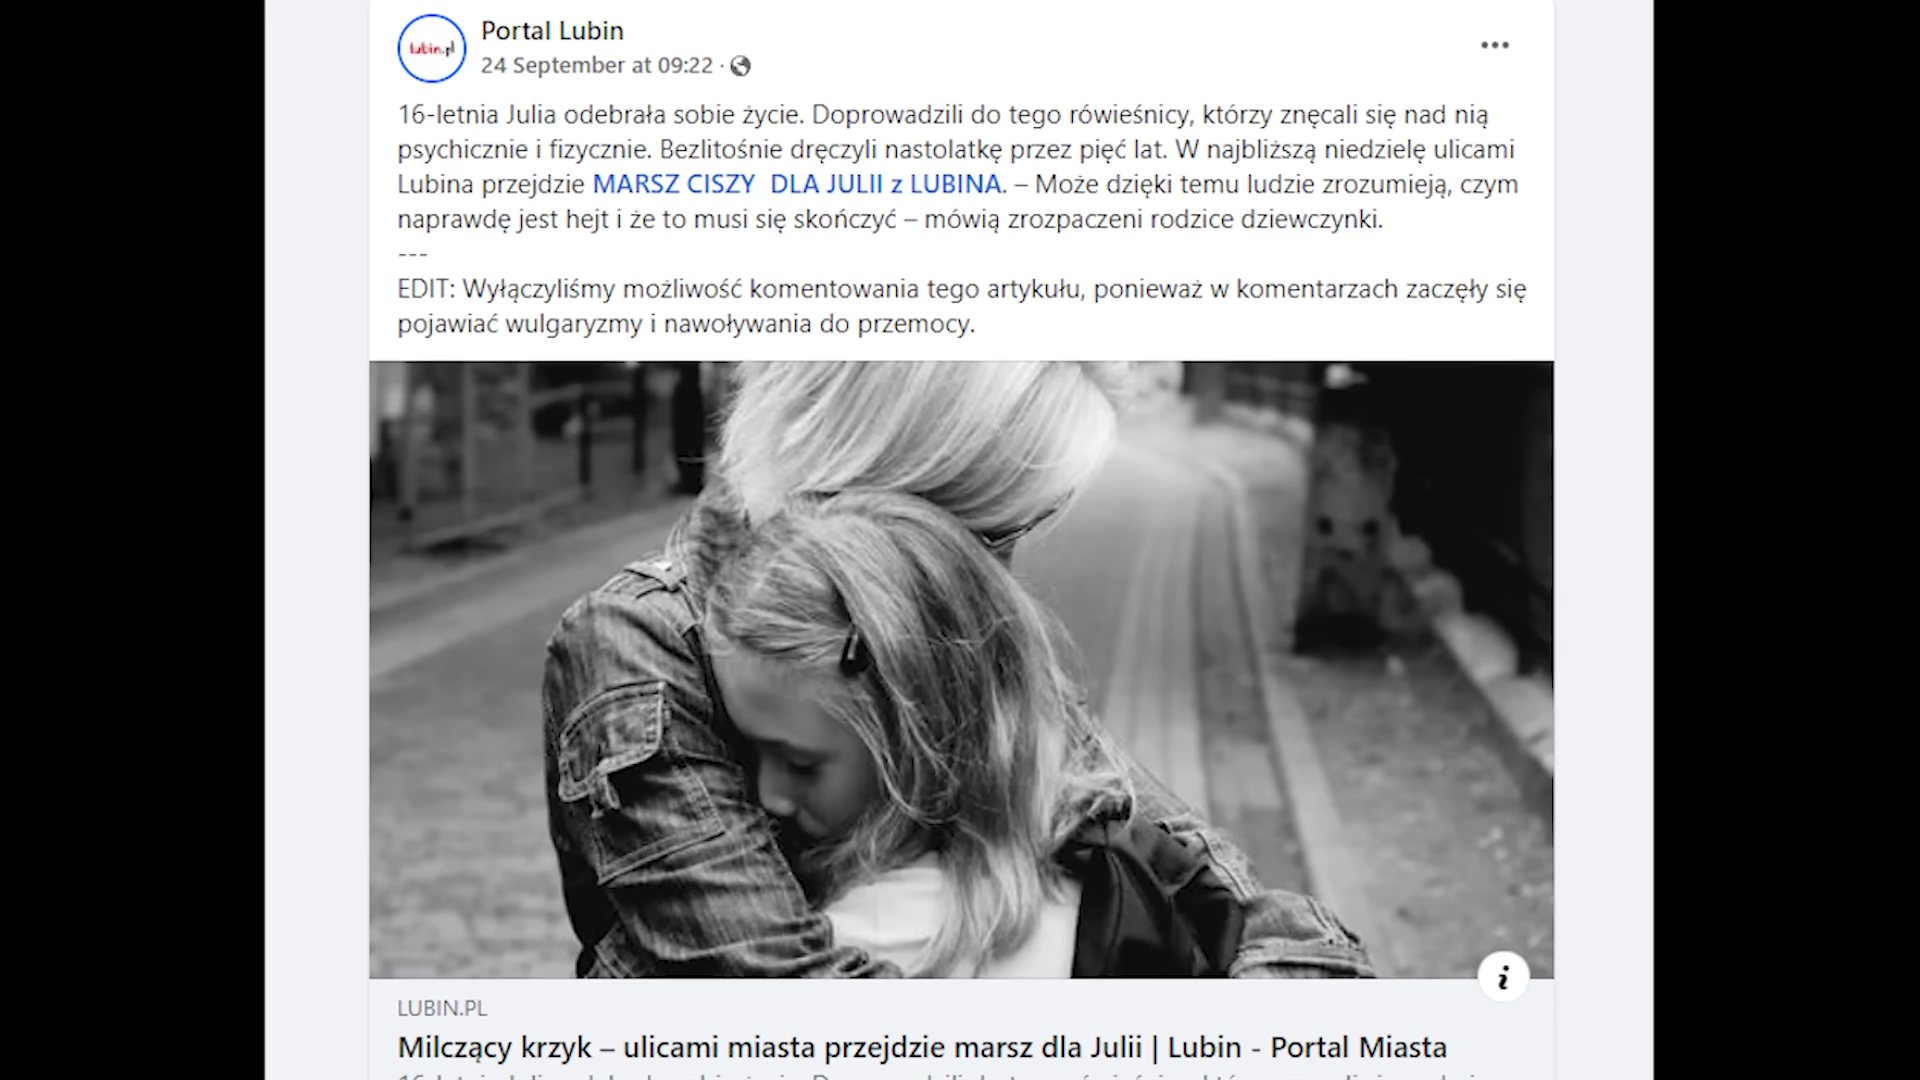 lubin.pl
Portal Lubin
24 September at 09:22 ·
16-letnia Julia odebrała sobie życie. Doprowadzili do tego rówieśnicy, którzy znęcali się nad nią
psychicznie i fizycznie. Bezlitośnie dręczyli nastolatkę przez pięć lat. W najbliższą niedzielę ulicami
Lubina przejdzie MARSZ CISZY DLA JULII z LUBINA. – Może dzięki temu ludzie zrozumieją, czym
naprawdę jest hejt i że to musi się skończyć – mówią zrozpaczeni rodzice dziewczynki.
---
EDIT: Wyłączyliśmy możliwość komentowania tego artykułu, ponieważ w komentarzach zaczęły się
pojawiać wulgaryzmy i nawoływania do przemocy.
LUBIN.PL
Milczący krzyk – ulicami miasta przejdzie marsz dla Julii | Lubin - Portal Miasta